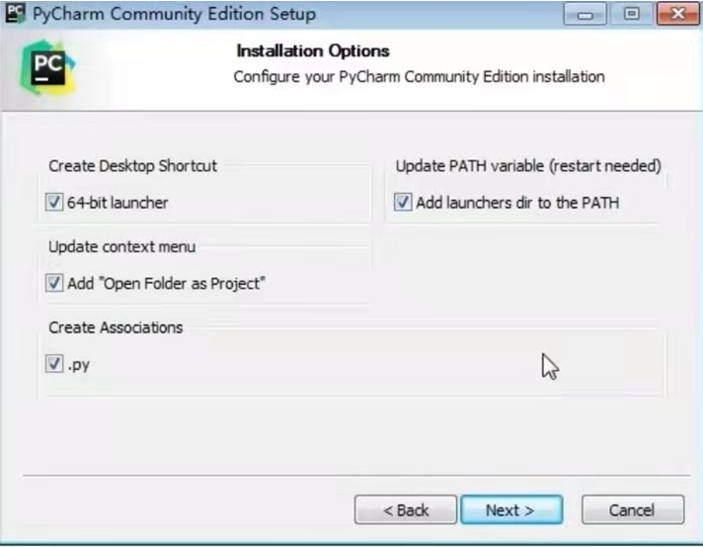 PC PyCharm Community Edition Setup
PC
Installation Options
Configure your PyCharm Community Edition installation
Create Desktop Shortcut
64-bit launcher
Update PATH variable (restart needed)
Add launchers dir to the PATH
Update context menu
Add "Open Folder as Project"
Create Associations
.py
< Back
Next >
Cancel